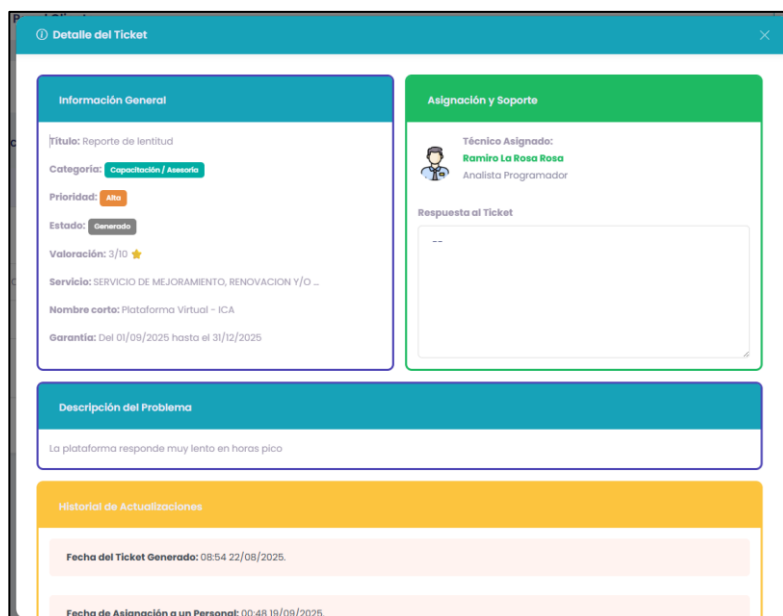 Detalle del Ticket
Información General
Título: Reporte de lentitud
Categoría: Capacitación / Asesoría
Prioridad: Alta
Estado: Generado
Valoración: 3/10
Servicio: SERVICIO DE MEJORAMIENTO, RENOVACION Y/O ...
Nombre corto: Plataforma Virtual - ICA
Garantía: Del 01/09/2025 hasta el 31/12/2025
Asignación y Soporte
Técnico Asignado:
Ramiro La Rosa Rosa
Analista Programador
Respuesta al Ticket
--
Descripción del Problema
La plataforma responde muy lento en horas pico
Historial de Actualizaciones
Fecha del Ticket Generado: 08:54 22/08/2025.
Fecha de Asignación a un Personal: 00:48 19/09/2025.